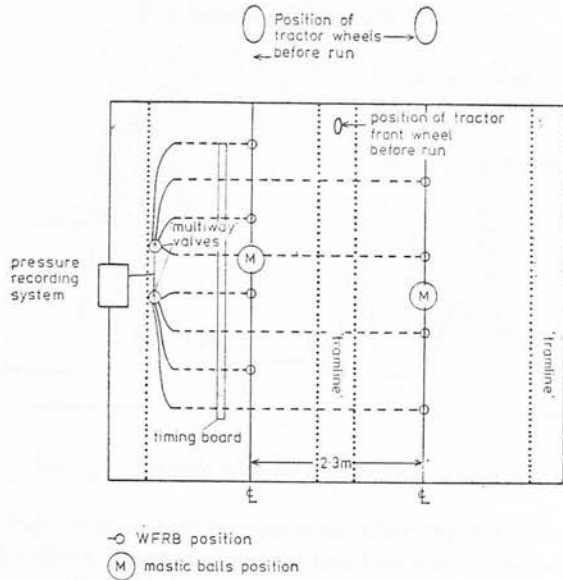 Position of
tractor wheels
before run
position of tractor
front wheel
before run
'multiway'
valves
M
pressure
recording
system
M
'tramline'
'tramline'
timing board
2·3m
℄
℄
WFRB position
M mastic balls position